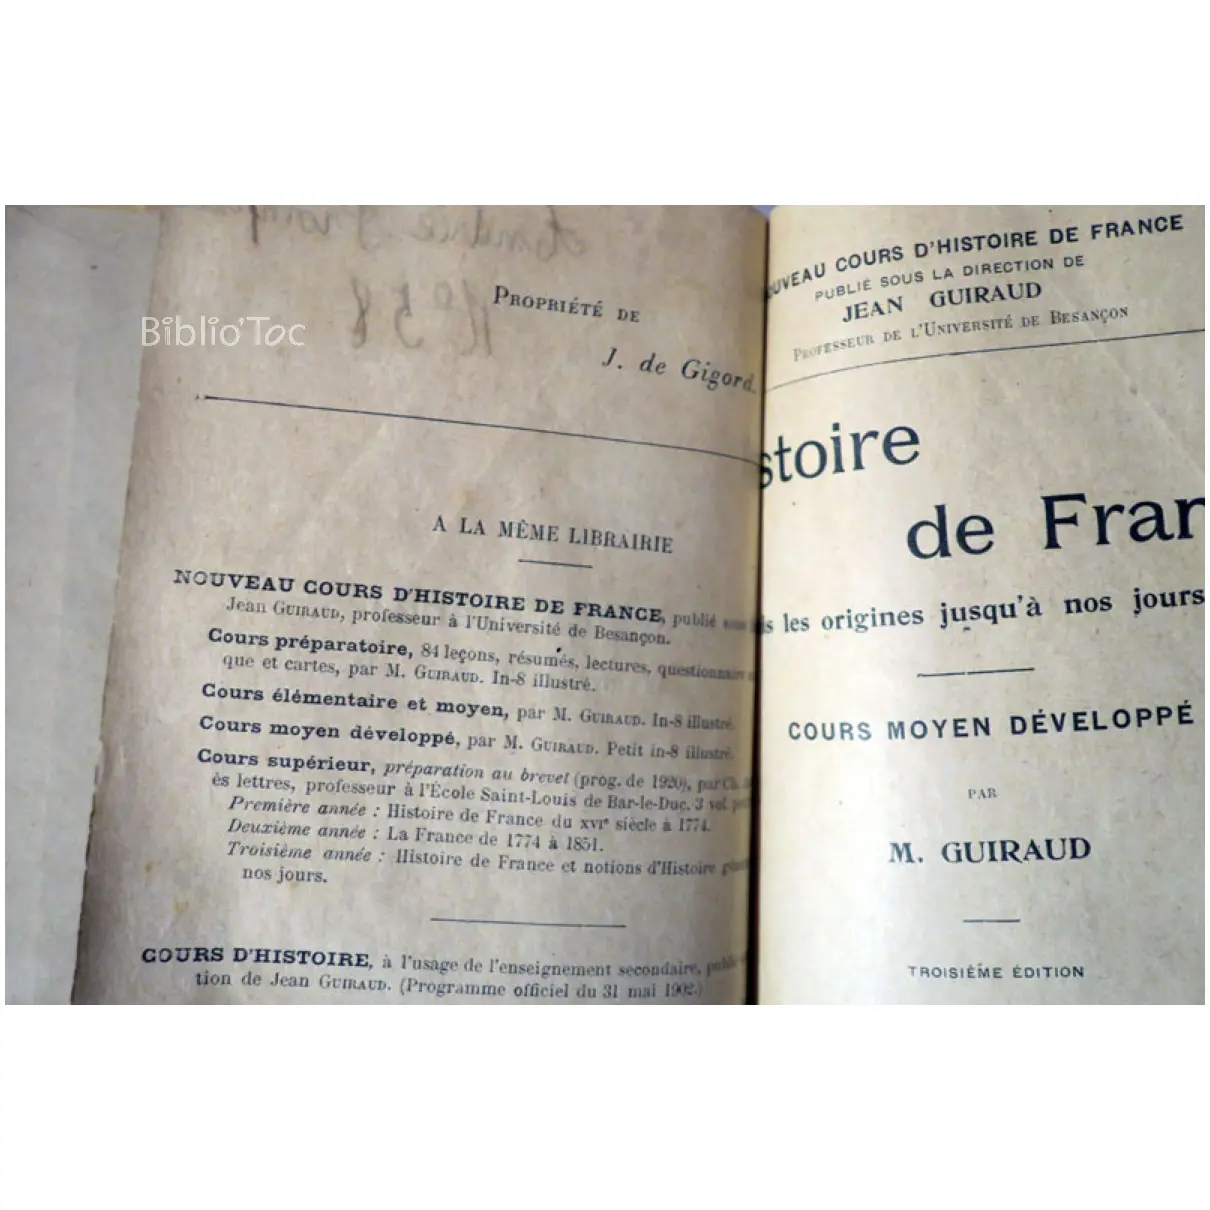 Biblio'Toc
PROPRIÉTÉ DE
J. de Gigord.
A LA MÊME LIBRAIRIE
NOUVEAU COURS D'HISTOIRE DE FRANCE, publié
Jean GUIRAUD, professeur à l'Université de Besançon.
Cours préparatoire, 84 leçons, résumés, lectures, questionnaire
que et cartes, par M. GUIRAUD. In-8 illustré.
Cours élémentaire et moyen, par M. GUIRAUD. In-8 illustré.
Cours moyen développé, par M. GUIRAUD. Petit in-8 illustré.
Cours supérieur, préparation au brevet (prog. de 1920), par Ch.
ès lettres, professeur à l'École Saint-Louis de Bar-le-Duc. 3 vol.
Première année : Histoire de France du XVIe siècle à 1774.
Deuxième année : La France de 1774 à 1851.
Troisième année : Histoire de France et notions d'Histoire
nos jours.
COURS D'HISTOIRE, à l'usage de l'enseignement secondaire,
tion de Jean GUIRAUD. (Programme officiel du 31 mai 1902.)
UVEAU COURS D'HISTOIRE DE FRANCE
PUBLIÉ SOUS LA DIRECTION DE
JEAN GUIRAUD
PROFESSEUR DE L'UNIVERSITÉ DE BESANÇON
stoire
de Fran
is les origines jusqu'à nos jours
COURS MOYEN DÉVELOPPÉ
PAR
M. GUIRAUD
TROISIÈME ÉDITION